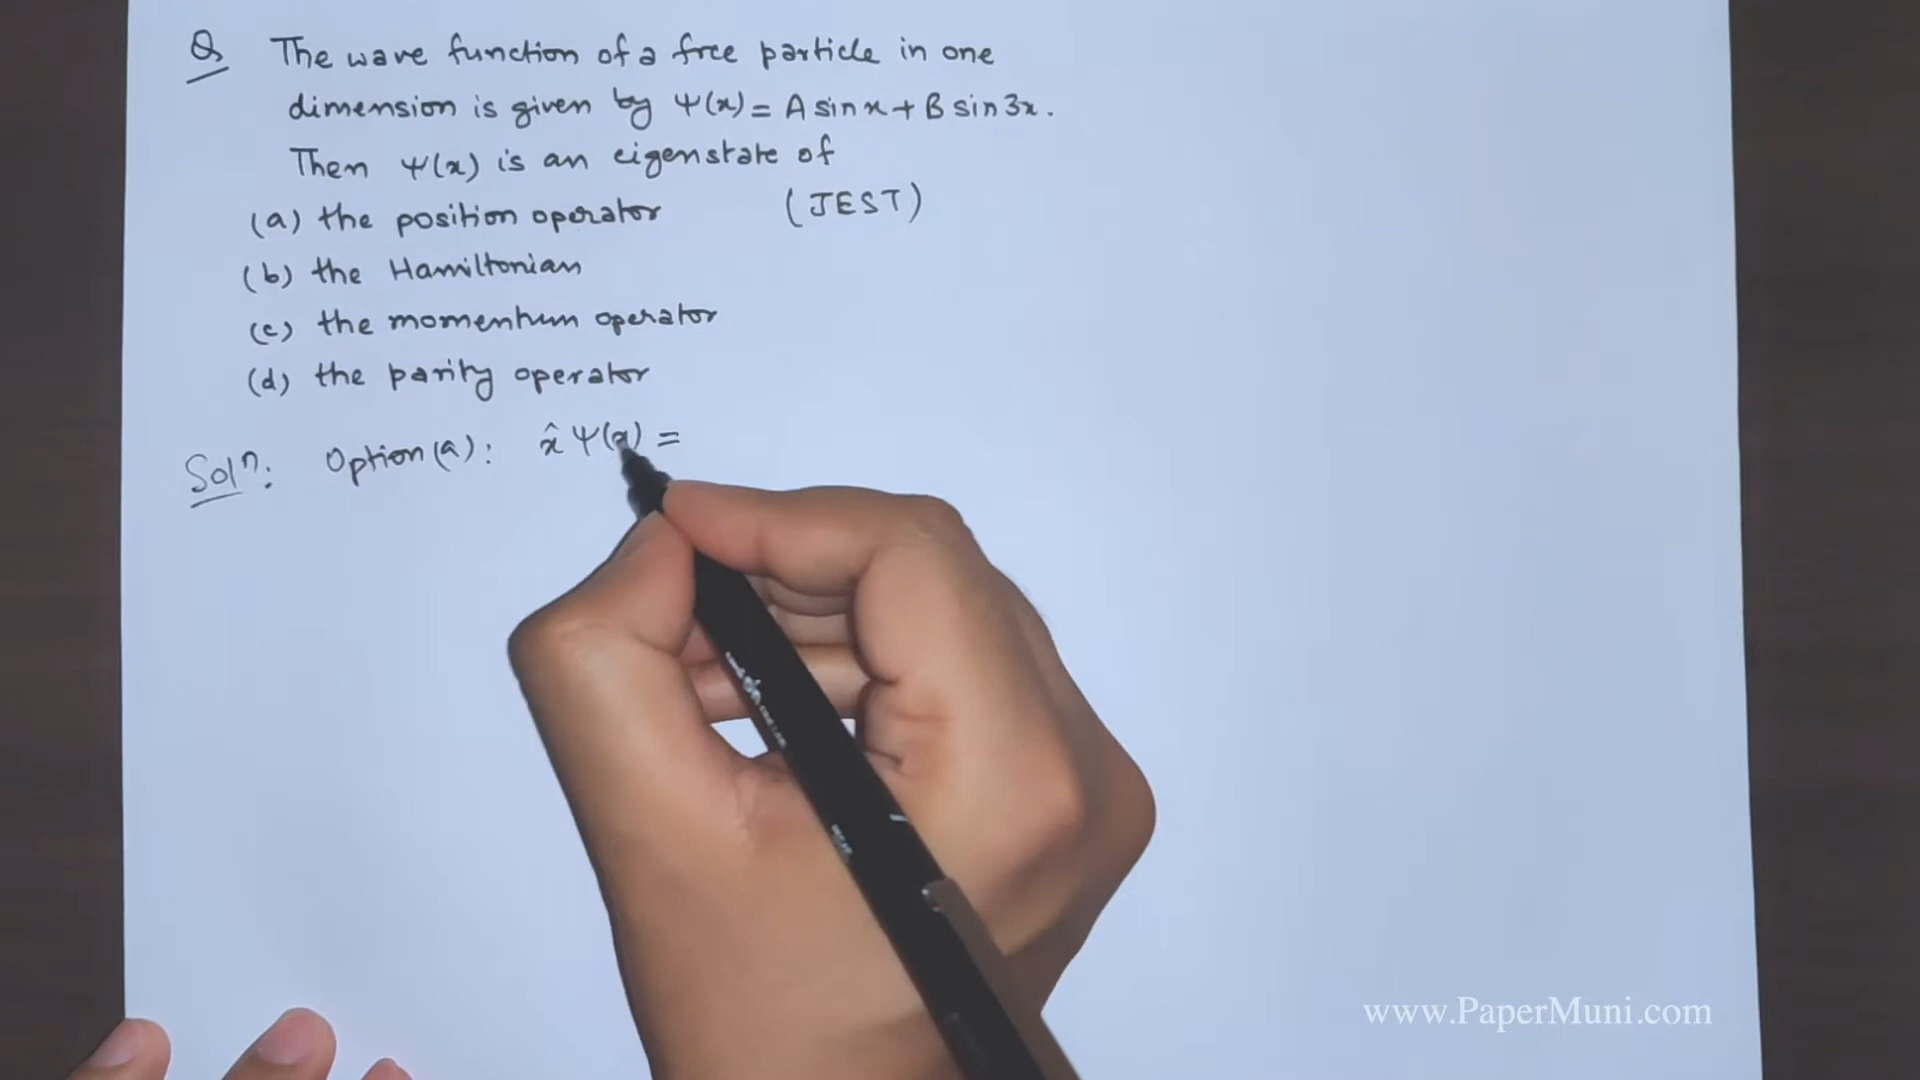 Q The wave function of a free particle in one
dimension is given by Ψ(x) = A sin x + B sin 3x.
Then Ψ(x) is an eigenstate of
(a) the position operator (JEST)
(b) the Hamiltonian
(c) the momentum operator
(d) the parity operator
Solⁿ: Option (a): x̂ Ψ(x) =
www.PaperMuni.com